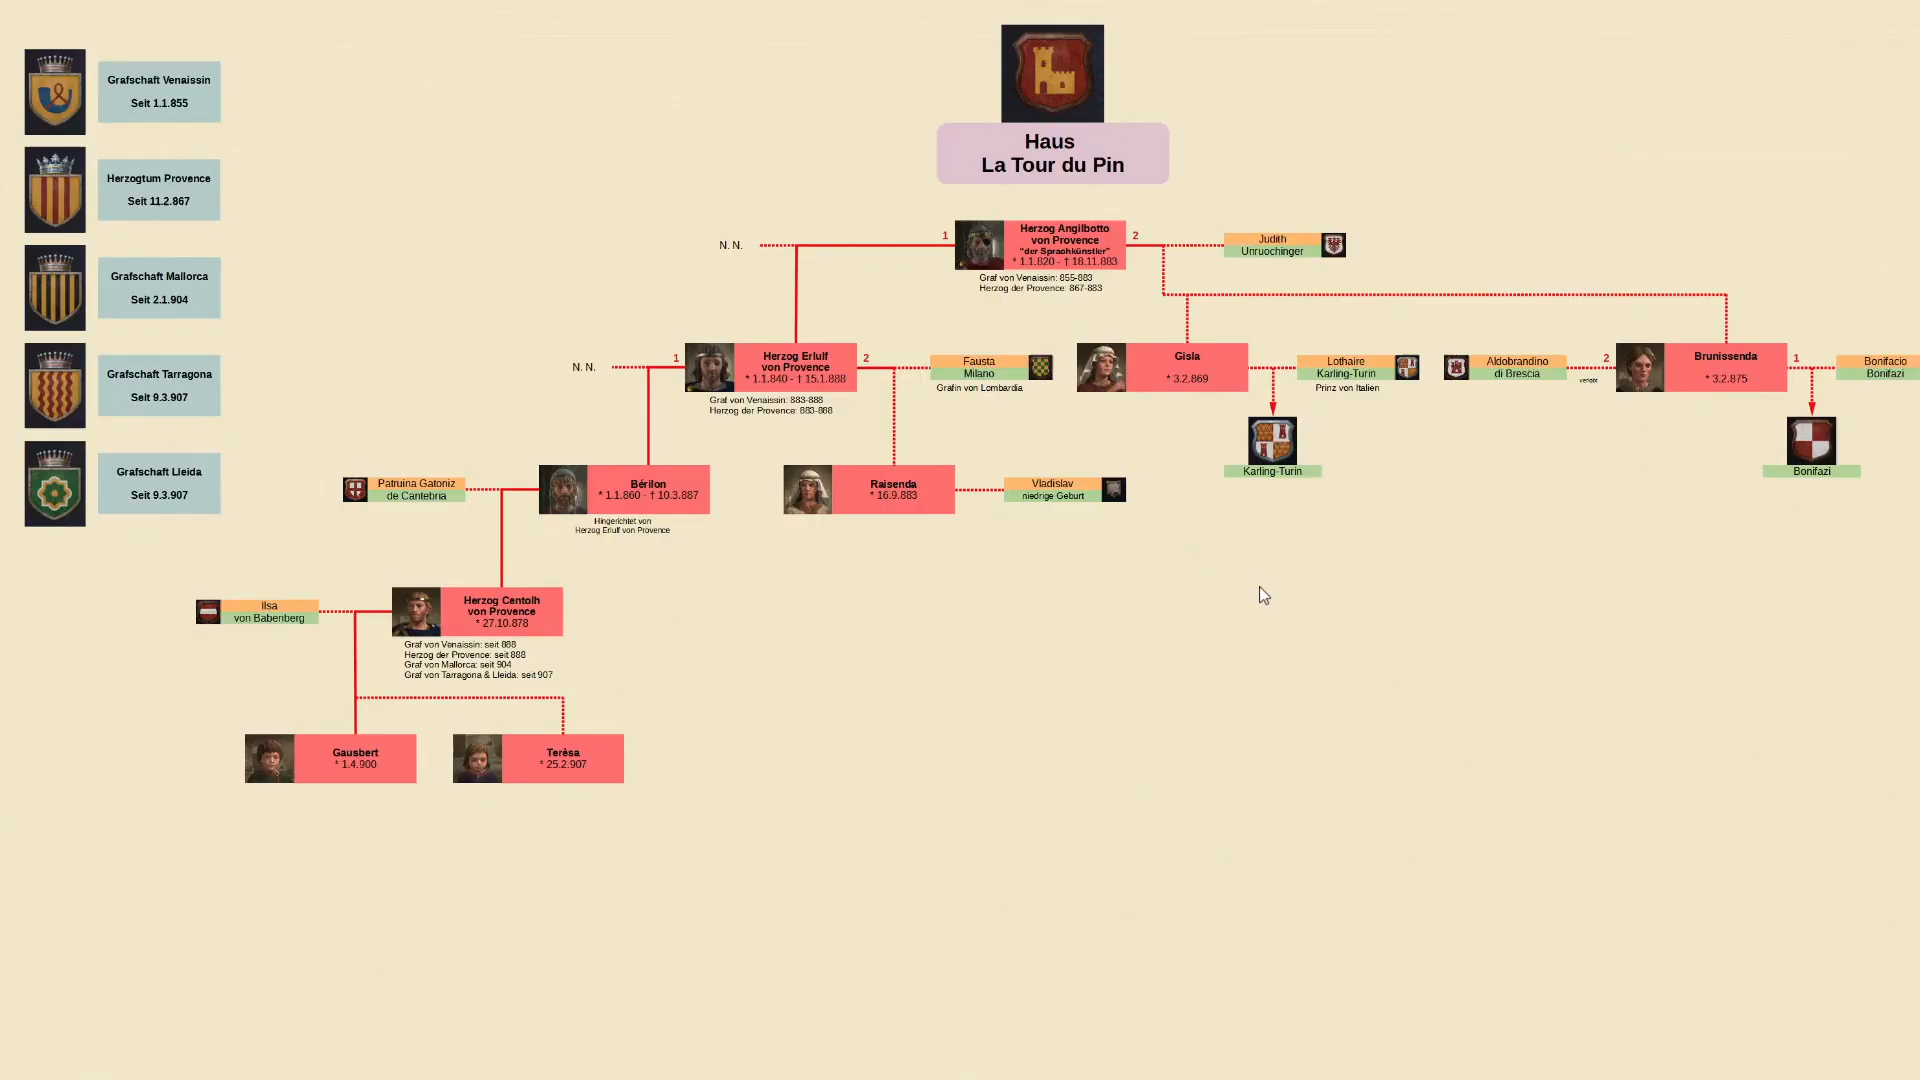 Haus
La Tour du Pin
Grafschaft Venaissin
Seit 1.1.855
Herzogtum Provence
Seit 11.2.867
Grafschaft Mallorca
Seit 2.1.904
Grafschaft Tarragona
Seit 9.3.907
Grafschaft Lleida
Seit 9.3.907
N. N.
1
Herzog Angilbotto
von Provence
"der Sprachkünstler"
* 1.1.820 - † 18.11.883
2
Judith
Unruochinger
Graf von Venaissin: 855-883
Herzog der Provence: 867-883
N. N.
1
Herzog Erlulf
von Provence
* 1.1.840 - † 15.1.888
2
Fausta
Milano
Gräfin von Lombardia
Graf von Venaissin: 883-888
Herzog der Provence: 883-888
Gisla
* 3.2.869
Lothaire
Karling-Turin
Prinz von Italien
Karling-Turin
Aldobrandino
di Brescia
verlobt
2
Brunissenda
* 3.2.875
1
Bonifacio
Bonifazi
Bonifazi
Patruina Gatoniz
de Cantebria
Bérilon
* 1.1.860 - † 10.3.887
Hingerichtet von
Herzog Erlulf von Provence
Raisenda
* 16.9.883
Vladislav
niedrige Geburt
Ilsa
von Babenberg
Herzog Centolh
von Provence
* 27.10.878
Graf von Venaissin: seit 888
Herzog der Provence: seit 888
Graf von Mallorca: seit 904
Graf von Tarragona & Lleida: seit 907
Gausbert
* 1.4.900
Terèsa
* 25.2.907